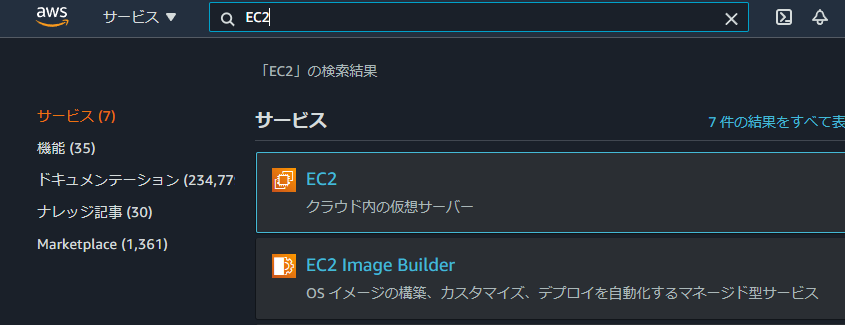 aws
サービス ▼
EC2
「EC2」の検索結果
サービス (7)
機能 (35)
ドキュメンテーション (234,77
ナレッジ記事 (30)
Marketplace (1,361)
サービス
7 件の結果をすべて表
EC2
クラウド内の仮想サーバー
EC2 Image Builder
OS イメージの構築、カスタマイズ、デプロイを自動化するマネージド型サービス